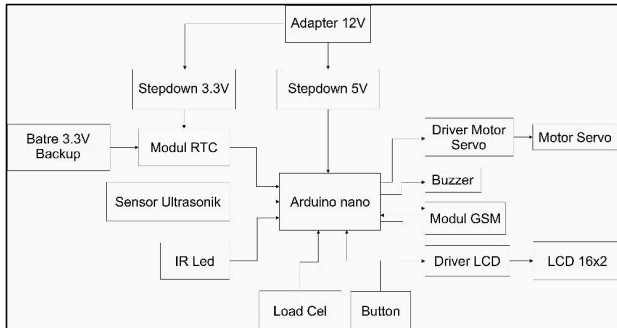 Adapter 12V
Stepdown 3.3V
Stepdown 5V
Batre 3.3V
Backup
Modul RTC
Driver Motor
Servo
Motor Servo
Sensor Ultrasonik
Arduino nano
Buzzer
Modul GSM
IR Led
Driver LCD
LCD 16x2
Load Cel
Button